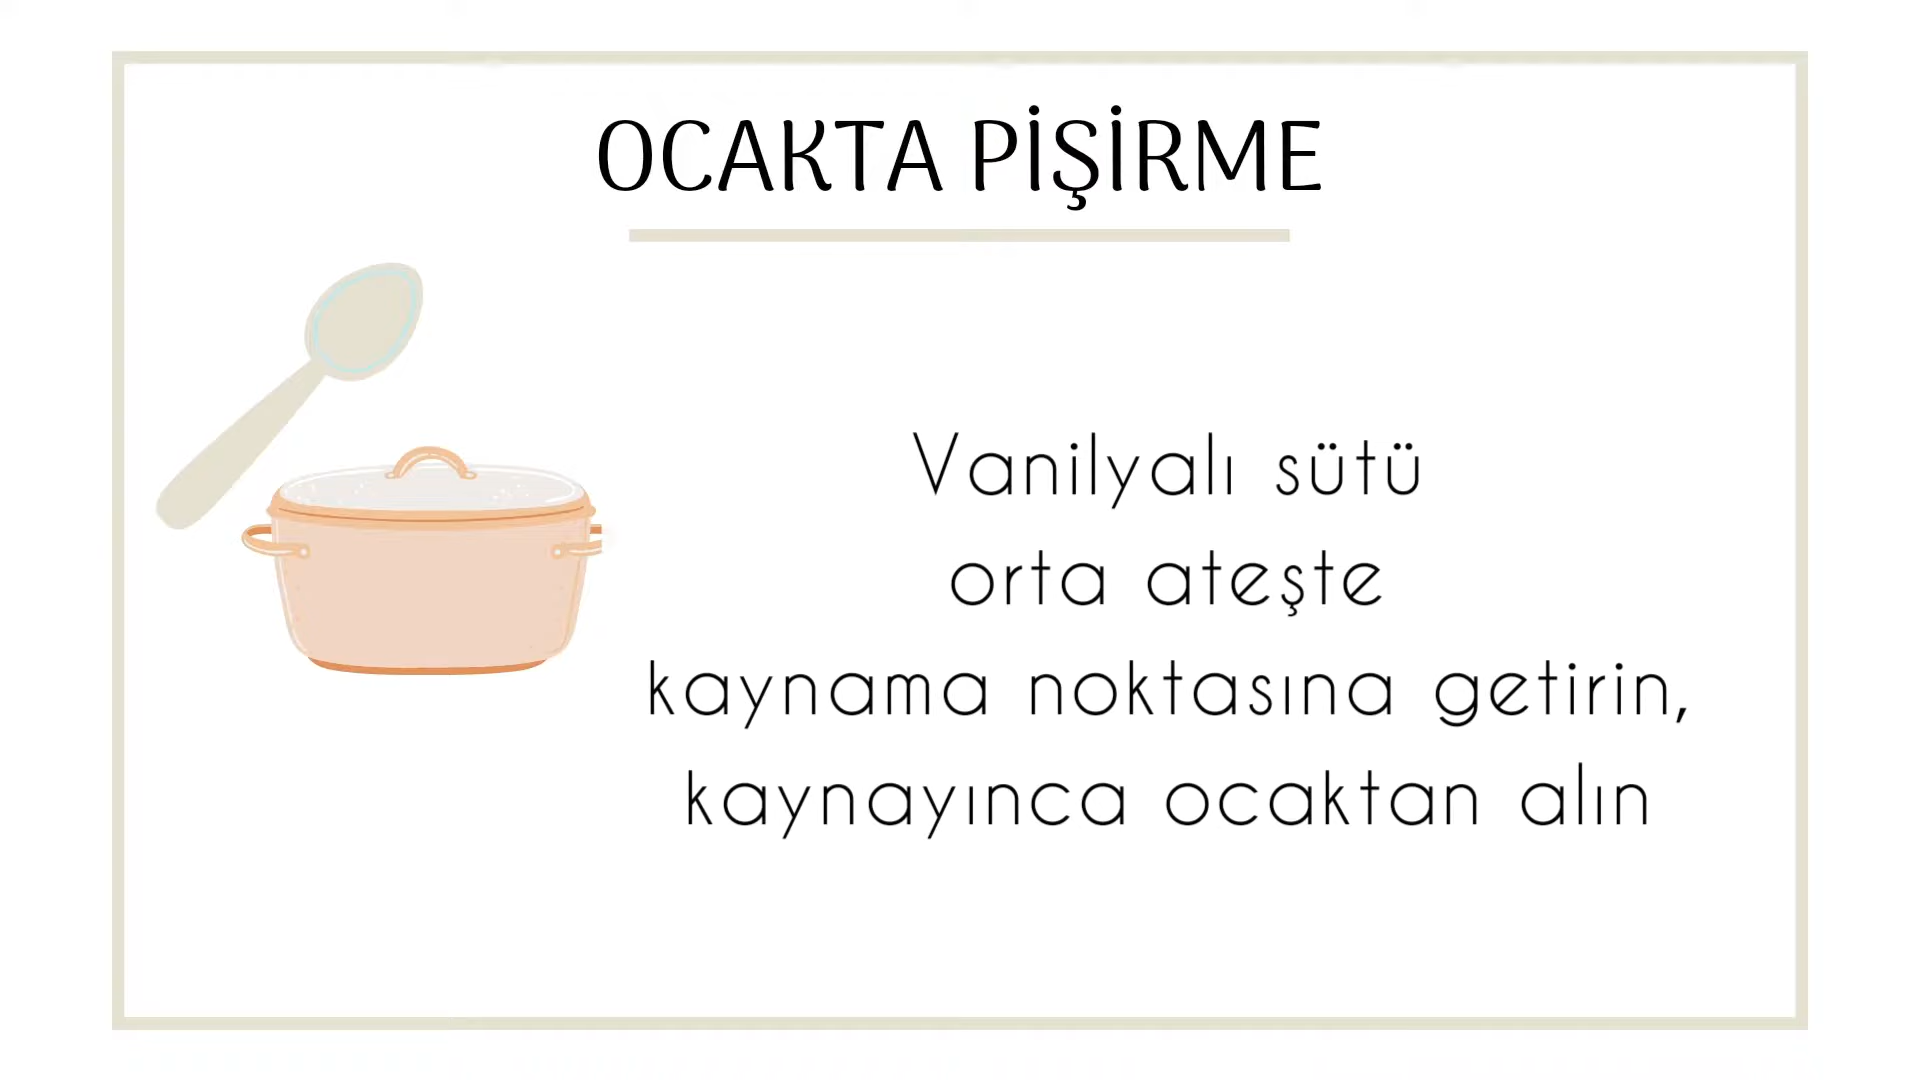 OCAKTA PİŞİRME
Vanilyalı sütü
orta ateşte
kaynama noktasına getirin,
kaynayınca ocaktan alın